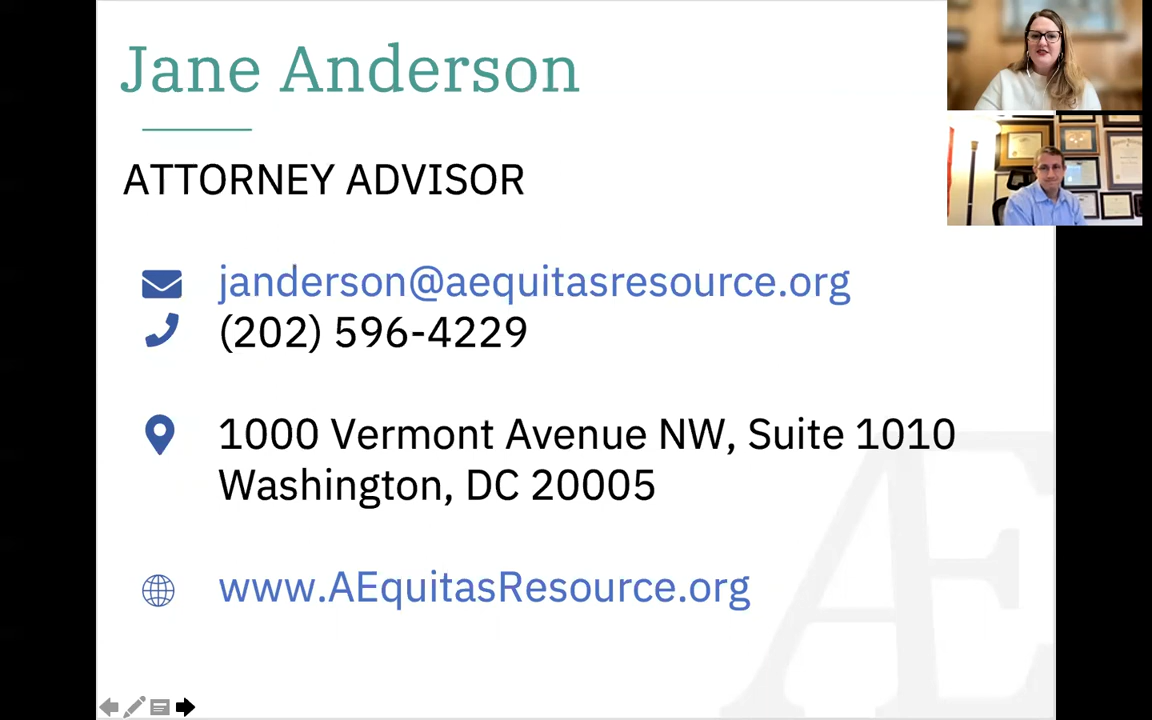 Jane Anderson
ATTORNEY ADVISOR
janderson@aequitasresource.org
(202) 596-4229
1000 Vermont Avenue NW, Suite 1010
Washington, DC 20005
www.AEquitasResource.org
Æ